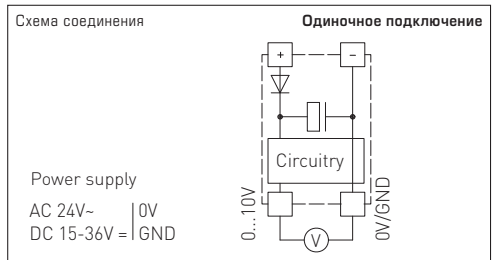 Схема соединения
Одиночное подключение
+ −
Circuitry
Power supply
AC 24V~ | 0V
DC 15-36V = | GND
0...10V
V
0V/GND